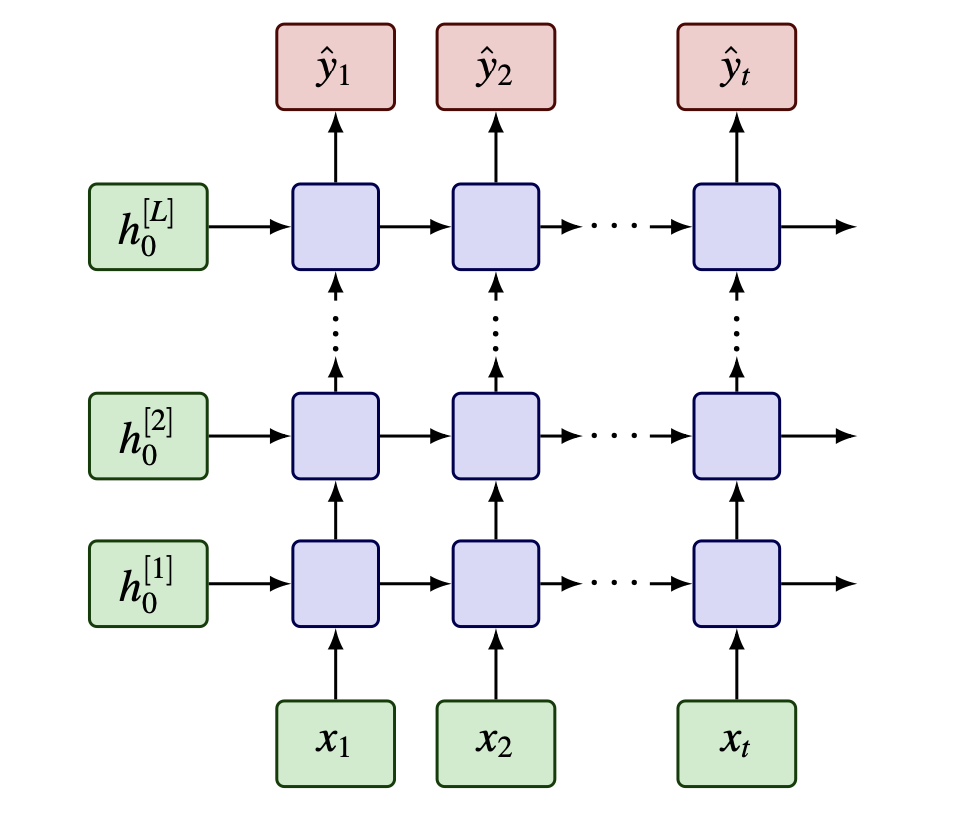 ŷ₁ ŷ₂ ŷₜ
h₀^[L] · · ·
h₀^[2] · · ·
h₀^[1] · · ·
x₁ x₂ xₜ